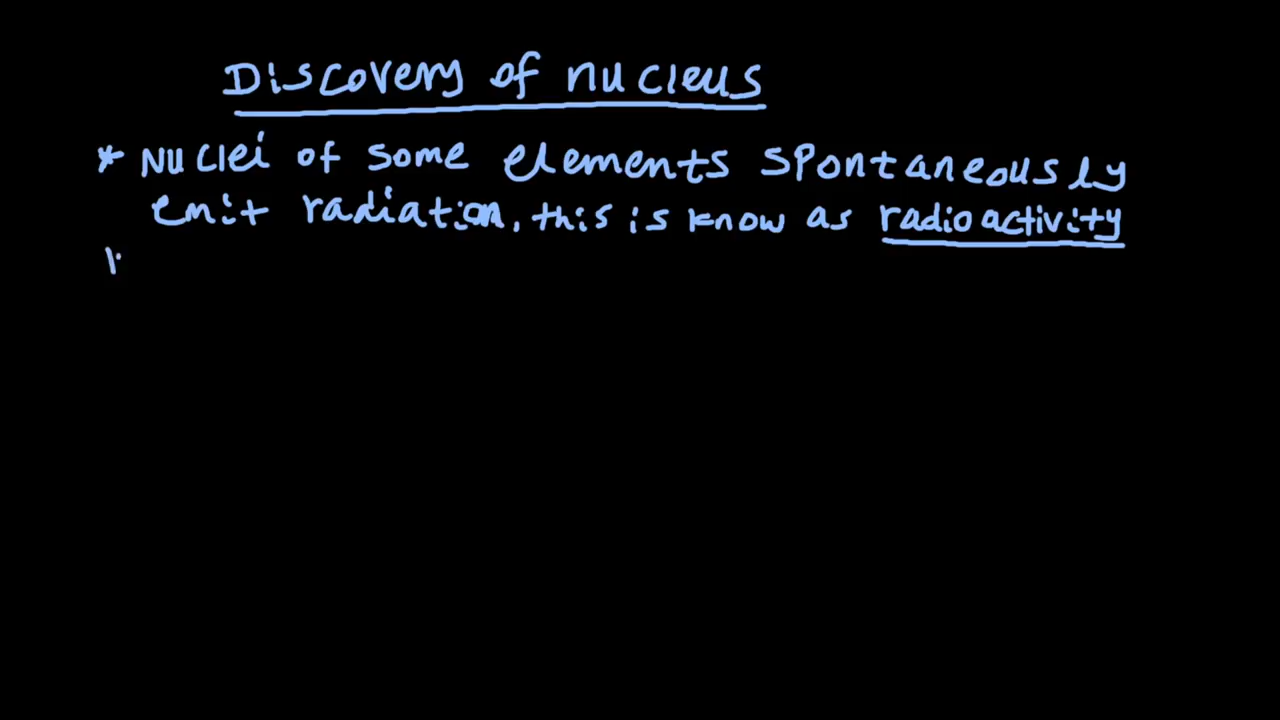 Discovery of nucleus
* Nuclei of some elements spontaneously
emit radiation, this is know as radioactivity